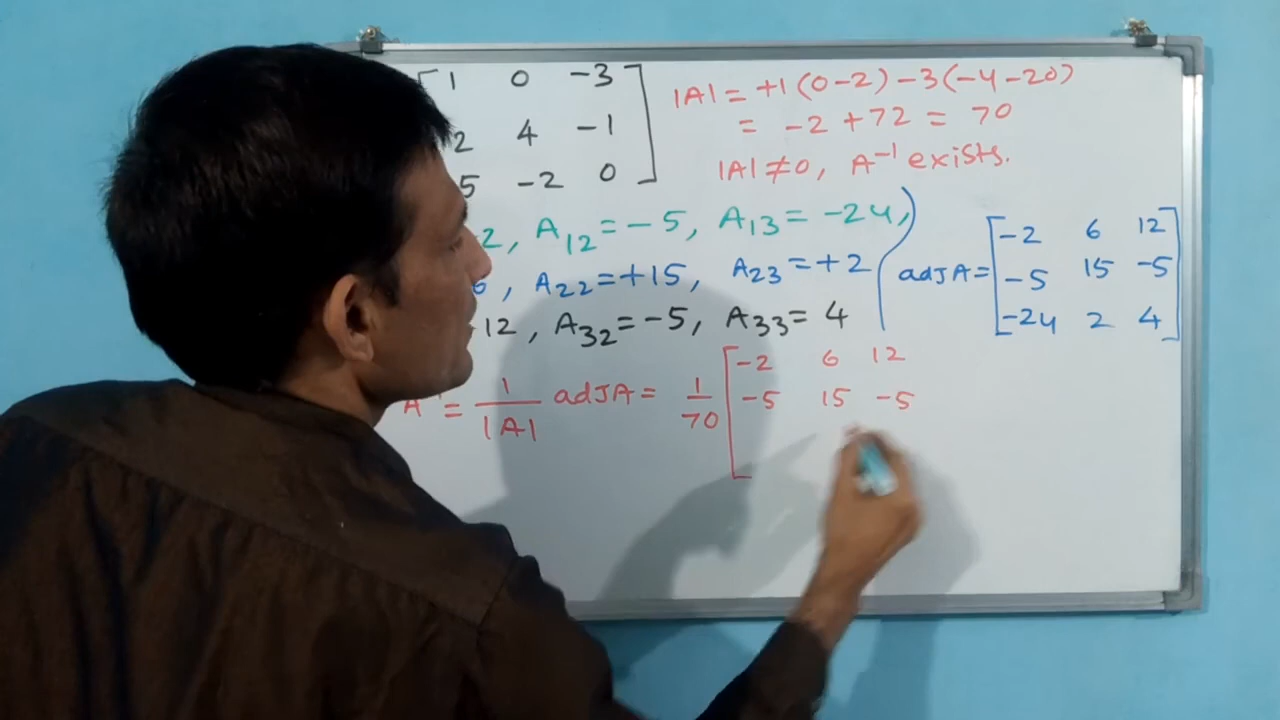 1 0 -3
2 4 -1
5 -2 0
|A| = +1(0-2)-3(-4-20)
= -2+72 = 70
|A|≠0, A⁻¹ exists.
2, A₁₂=-5, A₁₃=-24,
6, A₂₂=+15, A₂₃=+2
12, A₃₂=-5, A₃₃=4
adjA=
-2 6 12
-5 15 -5
-24 2 4
A⁻¹ = 1/|A| adjA = 1/70
-2 6 12
-5 15 -5